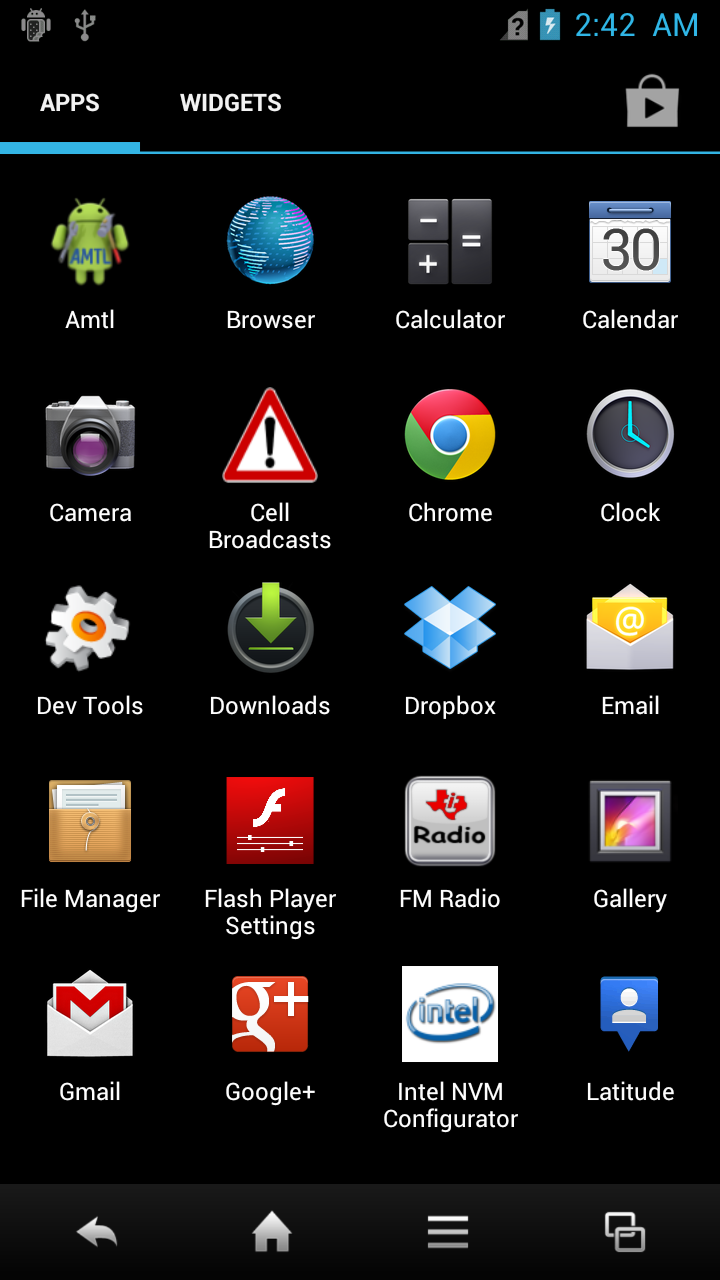 ?
2:42 AM
APPS WIDGETS
AMTL
30
Amtl Browser Calculator Calendar
Camera Cell Broadcasts Chrome Clock
@
Dev Tools Downloads Dropbox Email
Radio
File Manager Flash Player Settings FM Radio Gallery
g+
intel
Gmail Google+ Intel NVM Configurator Latitude